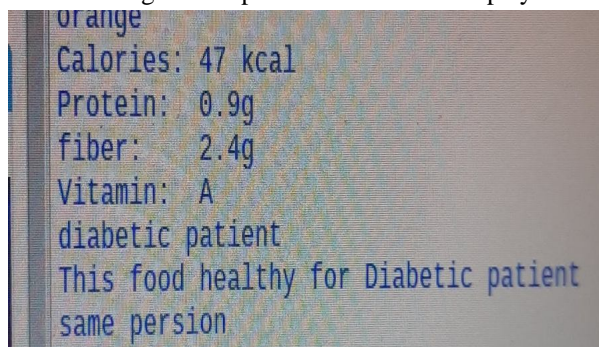 orange
Calories: 47 kcal
Protein: 0.9g
fiber: 2.4g
Vitamin: A
diabetic patient
This food healthy for Diabetic patient
same persion